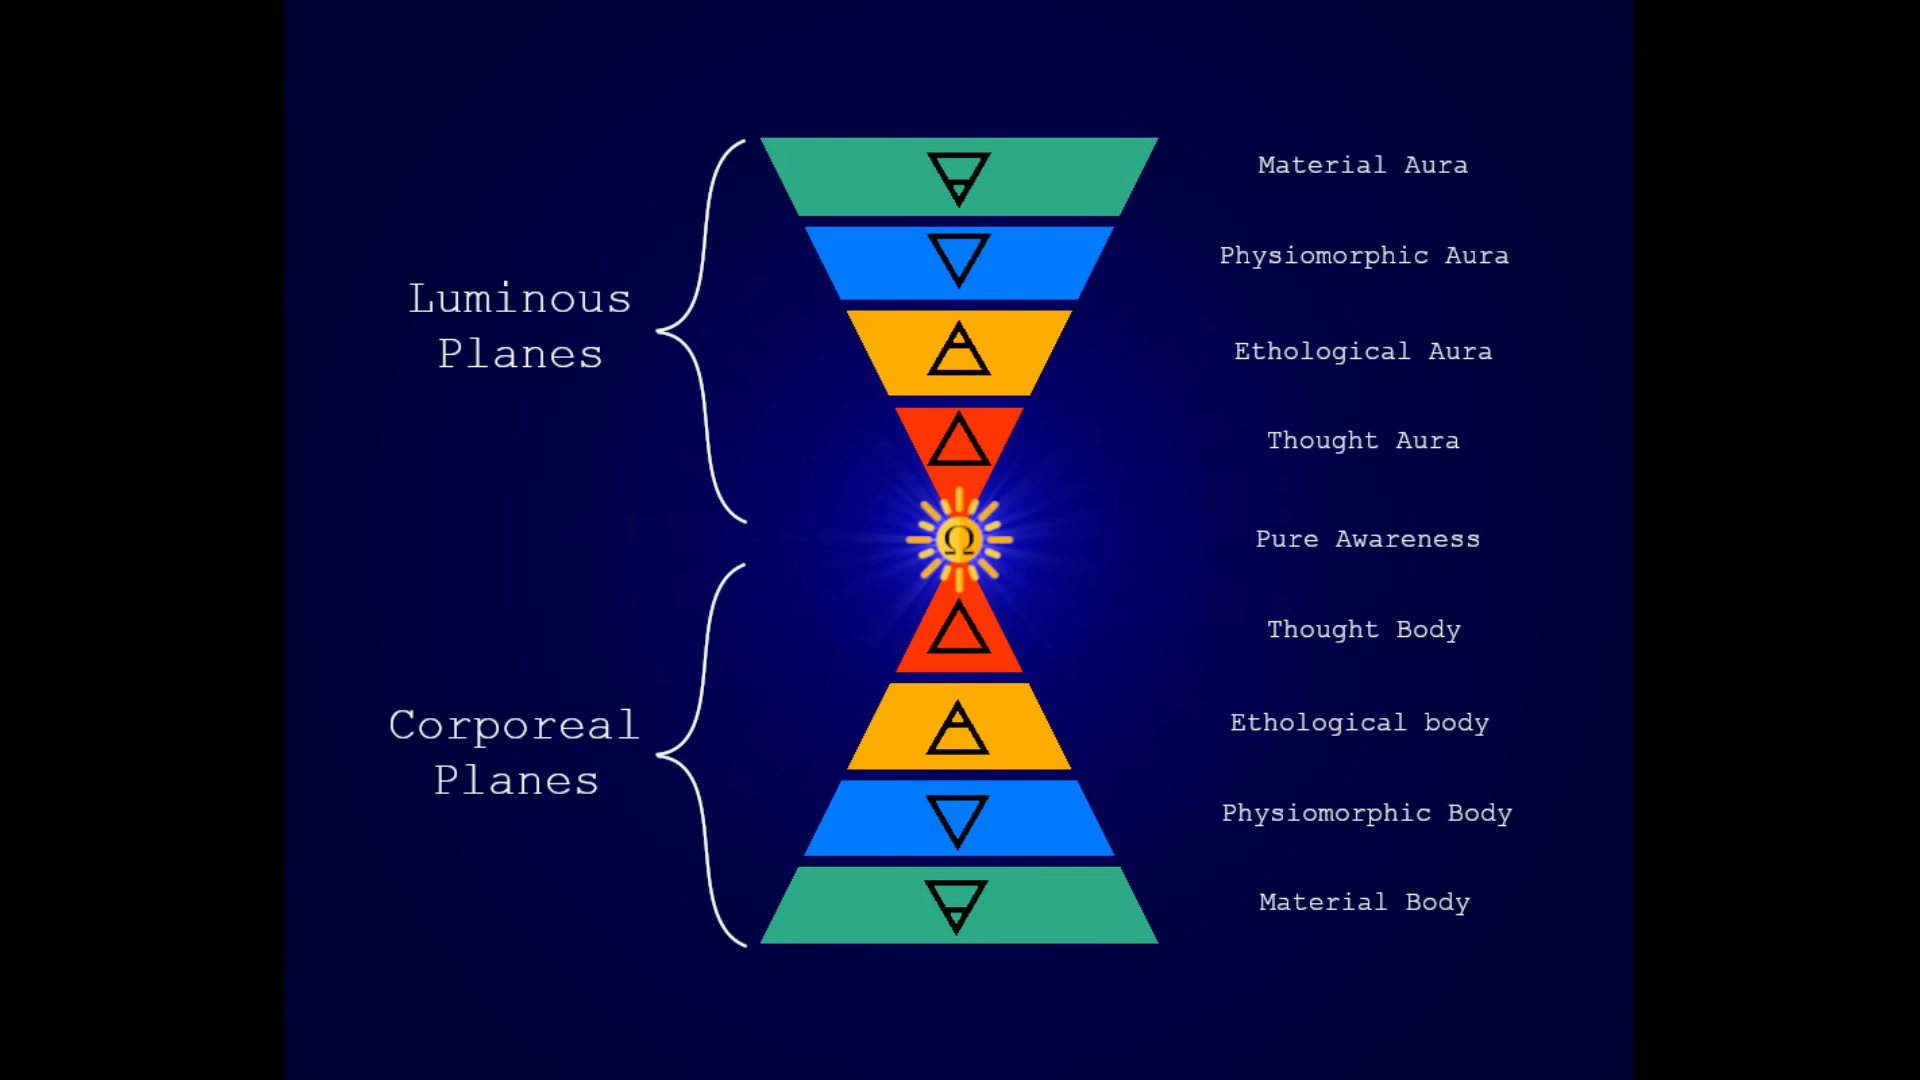 Luminous
Planes
Corporeal
Planes
Material Aura
Physiomorphic Aura
Ethological Aura
Thought Aura
Ω
Pure Awareness
Thought Body
Ethological body
Physiomorphic Body
Material Body